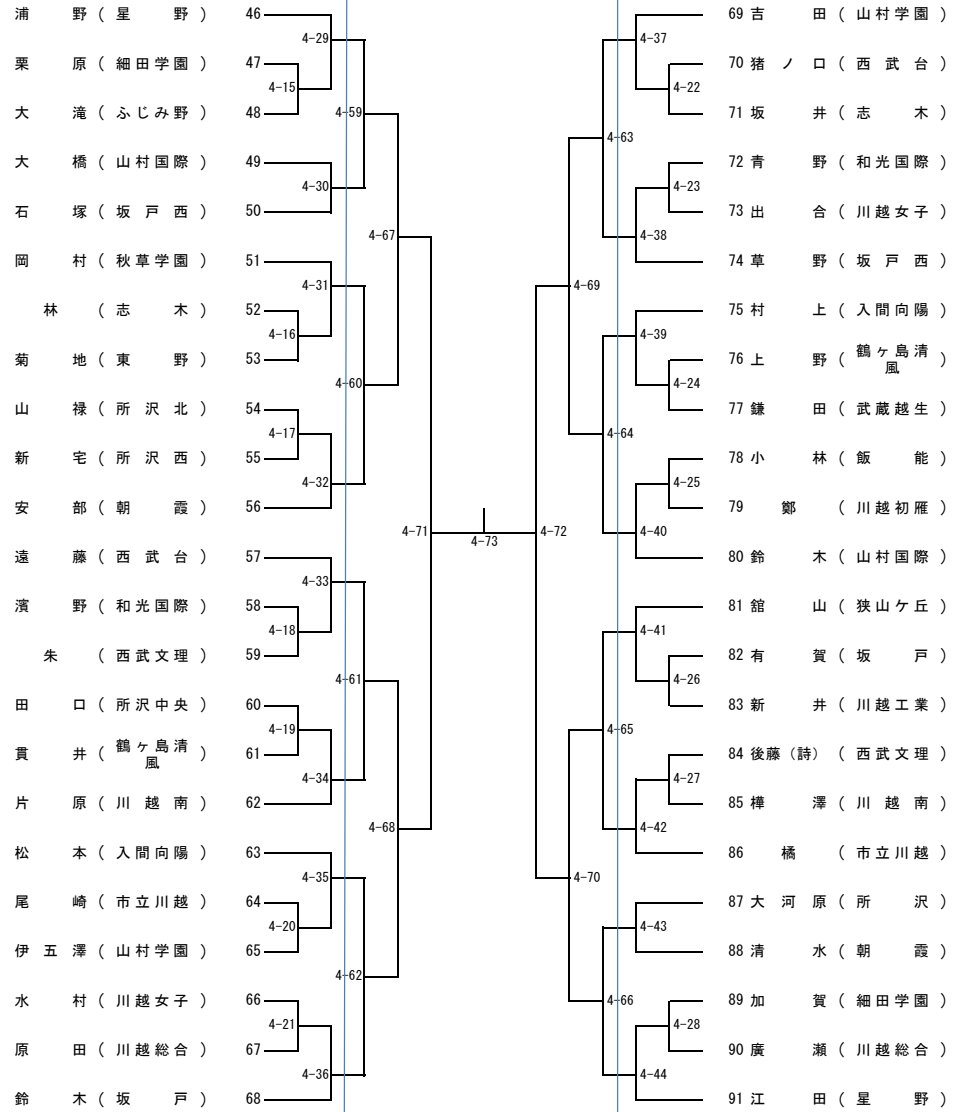 浦野(星野) 46
4-29
栗原(細田学園) 47
4-15
大滝(ふじみ野) 48
4-59
大橋(山村国際) 49
4-30
石塚(坂戸西) 50
4-67
岡村(秋草学園) 51
4-31
林(志木) 52
4-16
菊地(東野) 53
4-60
山禄(所沢北) 54
4-17
新宅(所沢西) 55
4-32
安部(朝霞) 56
4-71
遠藤(西武台) 57
4-33
濱野(和光国際) 58
4-18
朱(西武文理) 59
4-61
田口(所沢中央) 60
4-19
貫井(鶴ヶ島清風) 61
4-34
片原(川越南) 62
4-68
松本(入間向陽) 63
4-35
尾崎(市立川越) 64
4-20
伊五澤(山村学園) 65
4-62
水村(川越女子) 66
4-21
原田(川越総合) 67
4-36
鈴木(坂戸) 68
4-73
69 吉田(山村学園)
4-37
70 猪ノ口(西武台)
4-22
71 坂井(志木)
4-63
72 青野(和光国際)
4-23
73 出合(川越女子)
4-38
74 草野(坂戸西)
4-69
75 村上(入間向陽)
4-39
76 上野(鶴ヶ島清風)
4-24
77 鎌田(武蔵越生)
4-64
78 小林(飯能)
4-25
79 鄭(川越初雁)
4-40
4-72
80 鈴木(山村国際)
81 舘山(狭山ケ丘)
4-41
82 有賀(坂戸)
4-26
83 新井(川越工業)
4-65
84 後藤(詩)(西武文理)
4-27
85 樺澤(川越南)
4-42
86 橘(市立川越)
4-70
87 大河原(所沢)
4-43
88 清水(朝霞)
4-66
89 加賀(細田学園)
4-28
90 廣瀬(川越総合)
4-44
91 江田(星野)